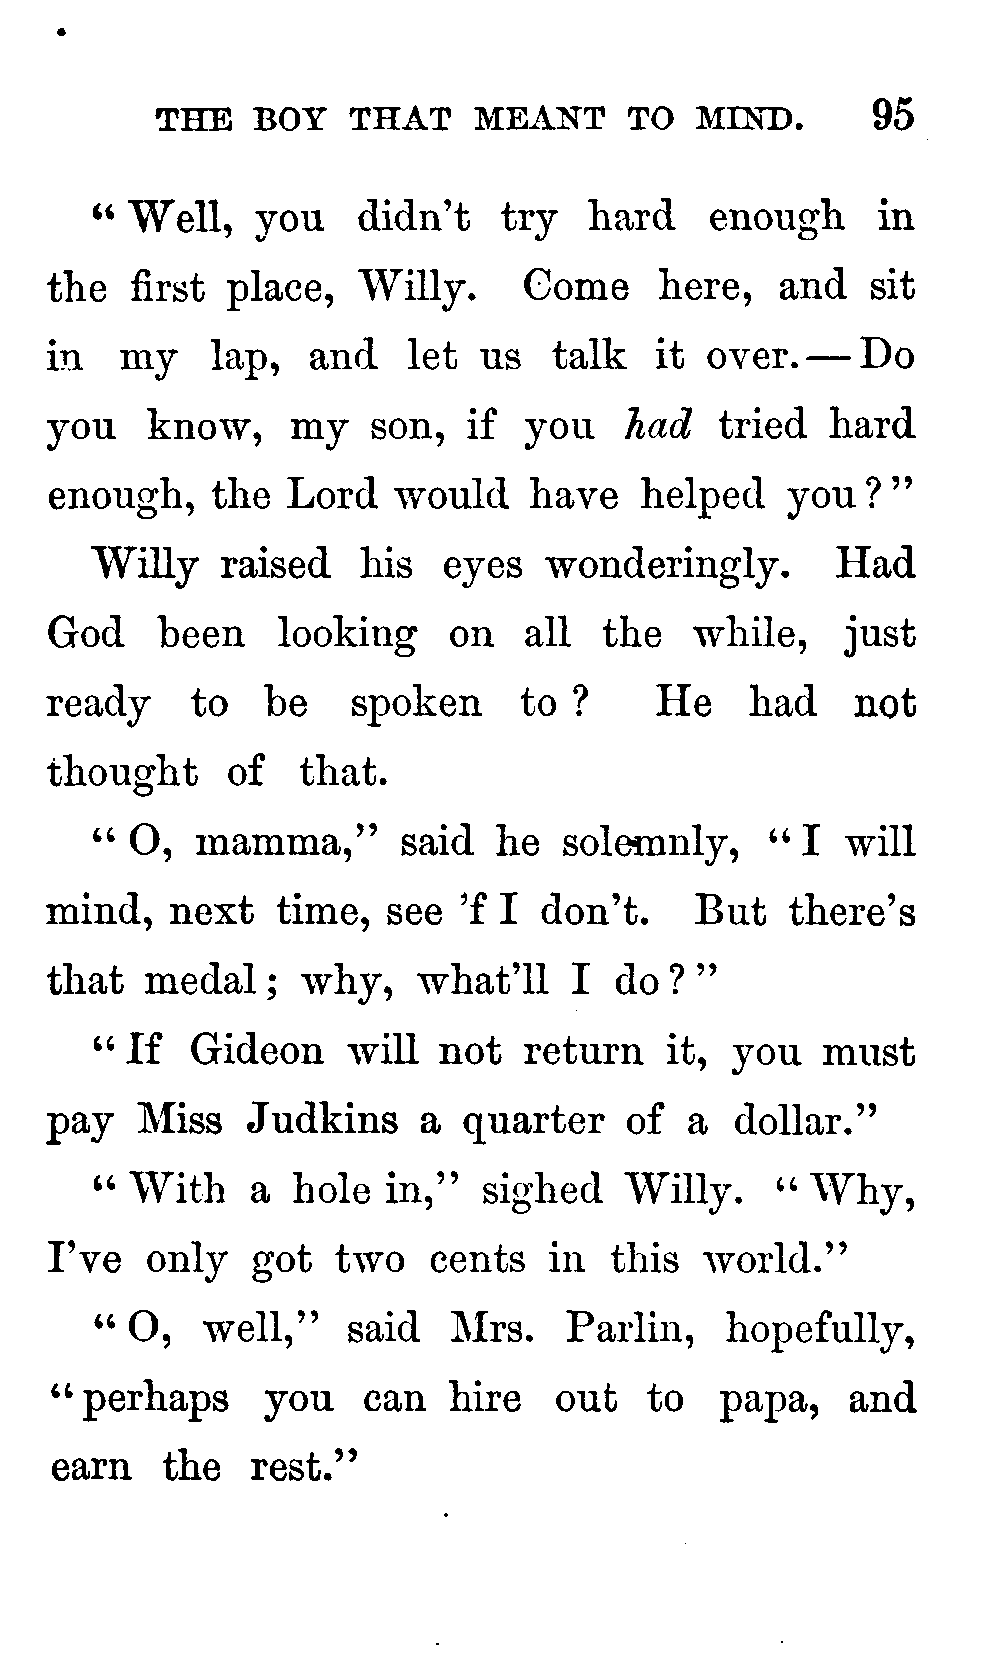 THE BOY THAT MEANT TO MIND. 95
“Well, you didn’t try hard enough in
the first place, Willy. Come here, and sit
in my lap, and let us talk it over.—Do
you know, my son, if you had tried hard
enough, the Lord would have helped you?”
Willy raised his eyes wonderingly. Had
God been looking on all the while, just
ready to be spoken to? He had not
thought of that.
“O, mamma,” said he solemnly, “I will
mind, next time, see ’f I don’t. But there’s
that medal; why, what’ll I do?”
“If Gideon will not return it, you must
pay Miss Judkins a quarter of a dollar.”
“With a hole in,” sighed Willy. “Why,
I’ve only got two cents in this world.”
“O, well,” said Mrs. Parlin, hopefully,
“perhaps you can hire out to papa, and
earn the rest.”